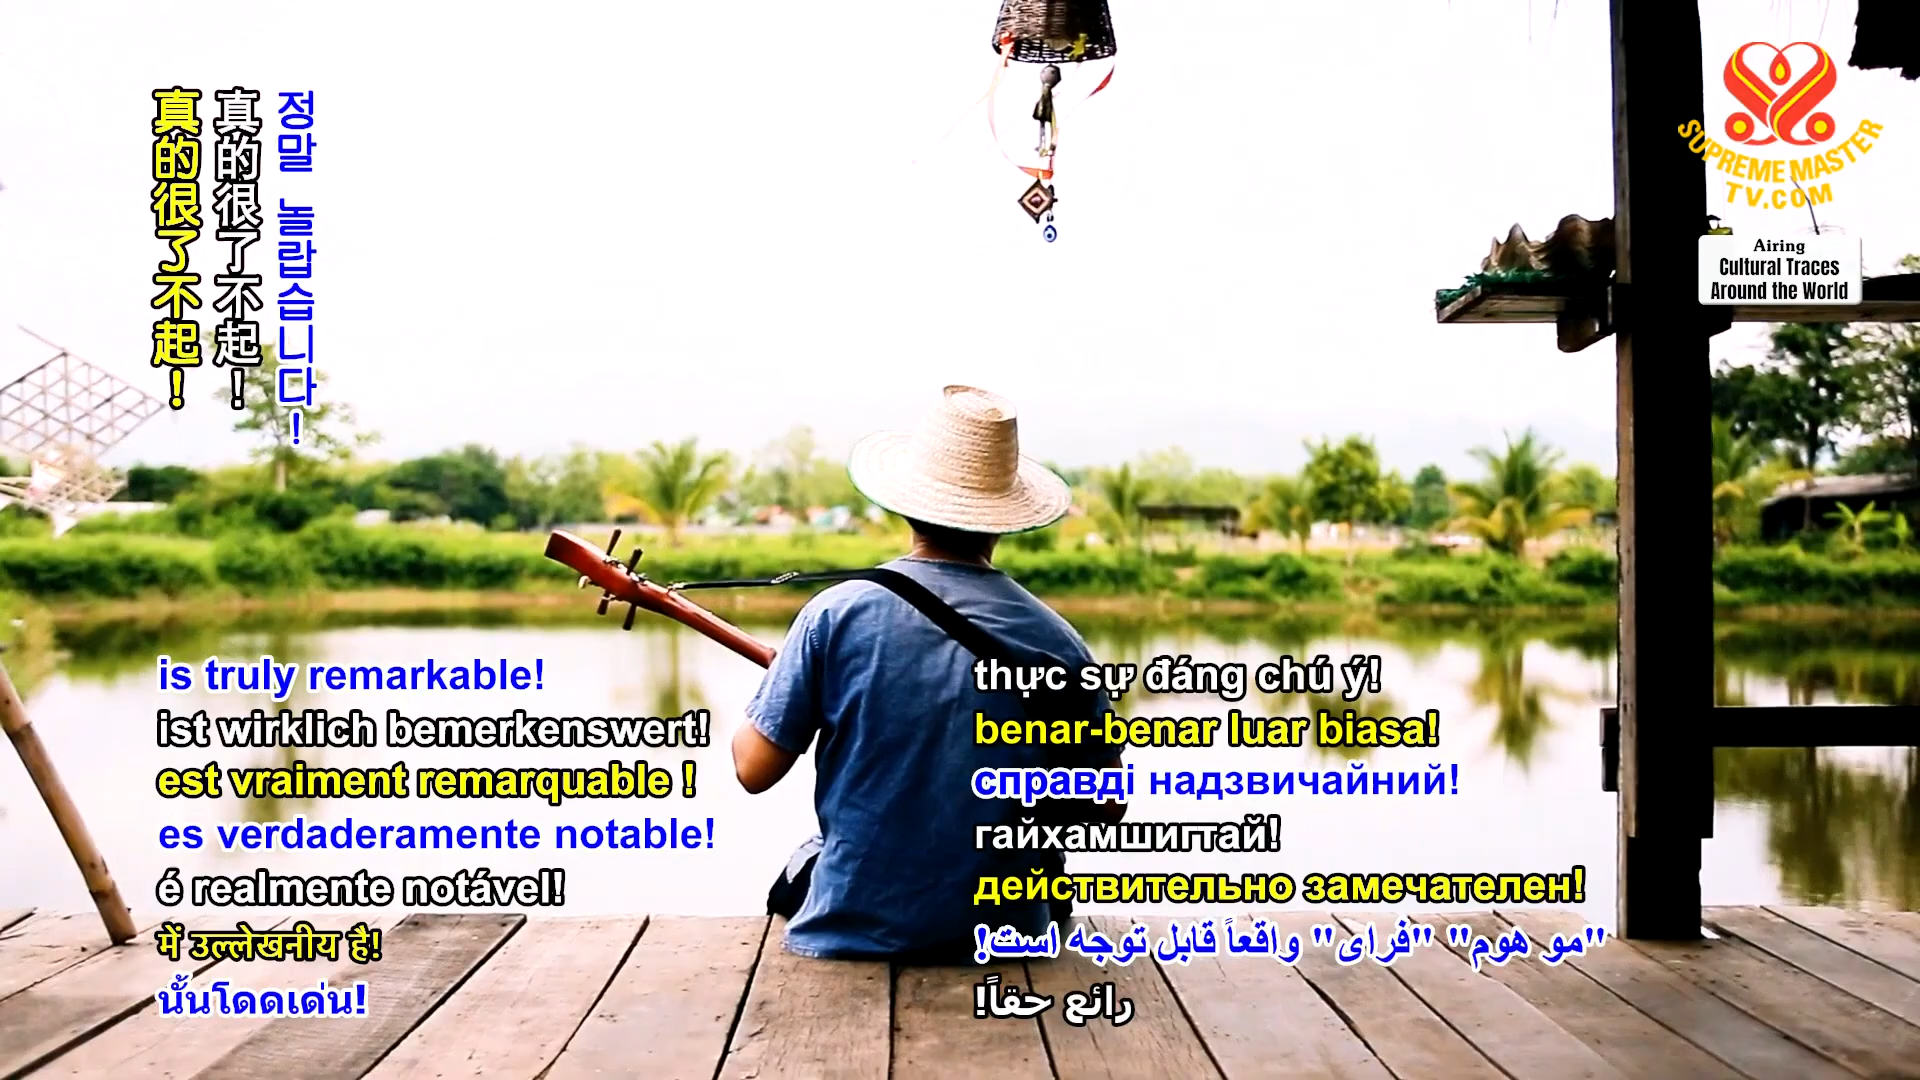 真的很了不起！
真的很了不起！
정말 놀랍습니다!
SUPREME MASTER
TV.COM
Airing
Cultural Traces
Around the World
is truly remarkable!
ist wirklich bemerkenswert!
est vraiment remarquable !
es verdaderamente notable!
é realmente notável!
में उल्लेखनीय है!
นั้นโดดเด่น!
thực sự đáng chú ý!
benar-benar luar biasa!
справді надзвичайний!
гайхамшигтай!
действительно замечателен!
"مو هوم" "فرای" واقعاً قابل توجه است!
رائع حقاً!